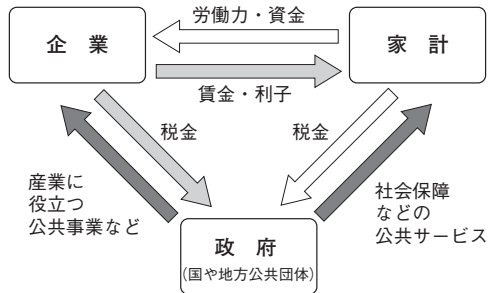 労働力・資金
企　業
家　計
賃金・利子
税金
税金
産業に
役立つ
公共事業など
社会保障
などの
公共サービス
政　府
(国や地方公共団体)